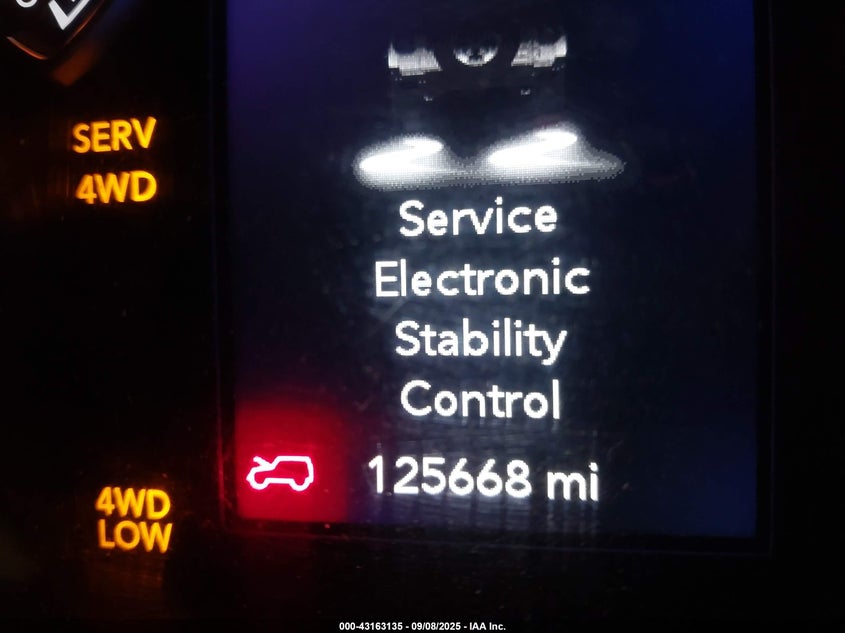 SERV
4WD
Service
Electronic
Stability
Control
125668 mi
4WD
LOW
000-43163135 - 09/08/2025 - IAA Inc.